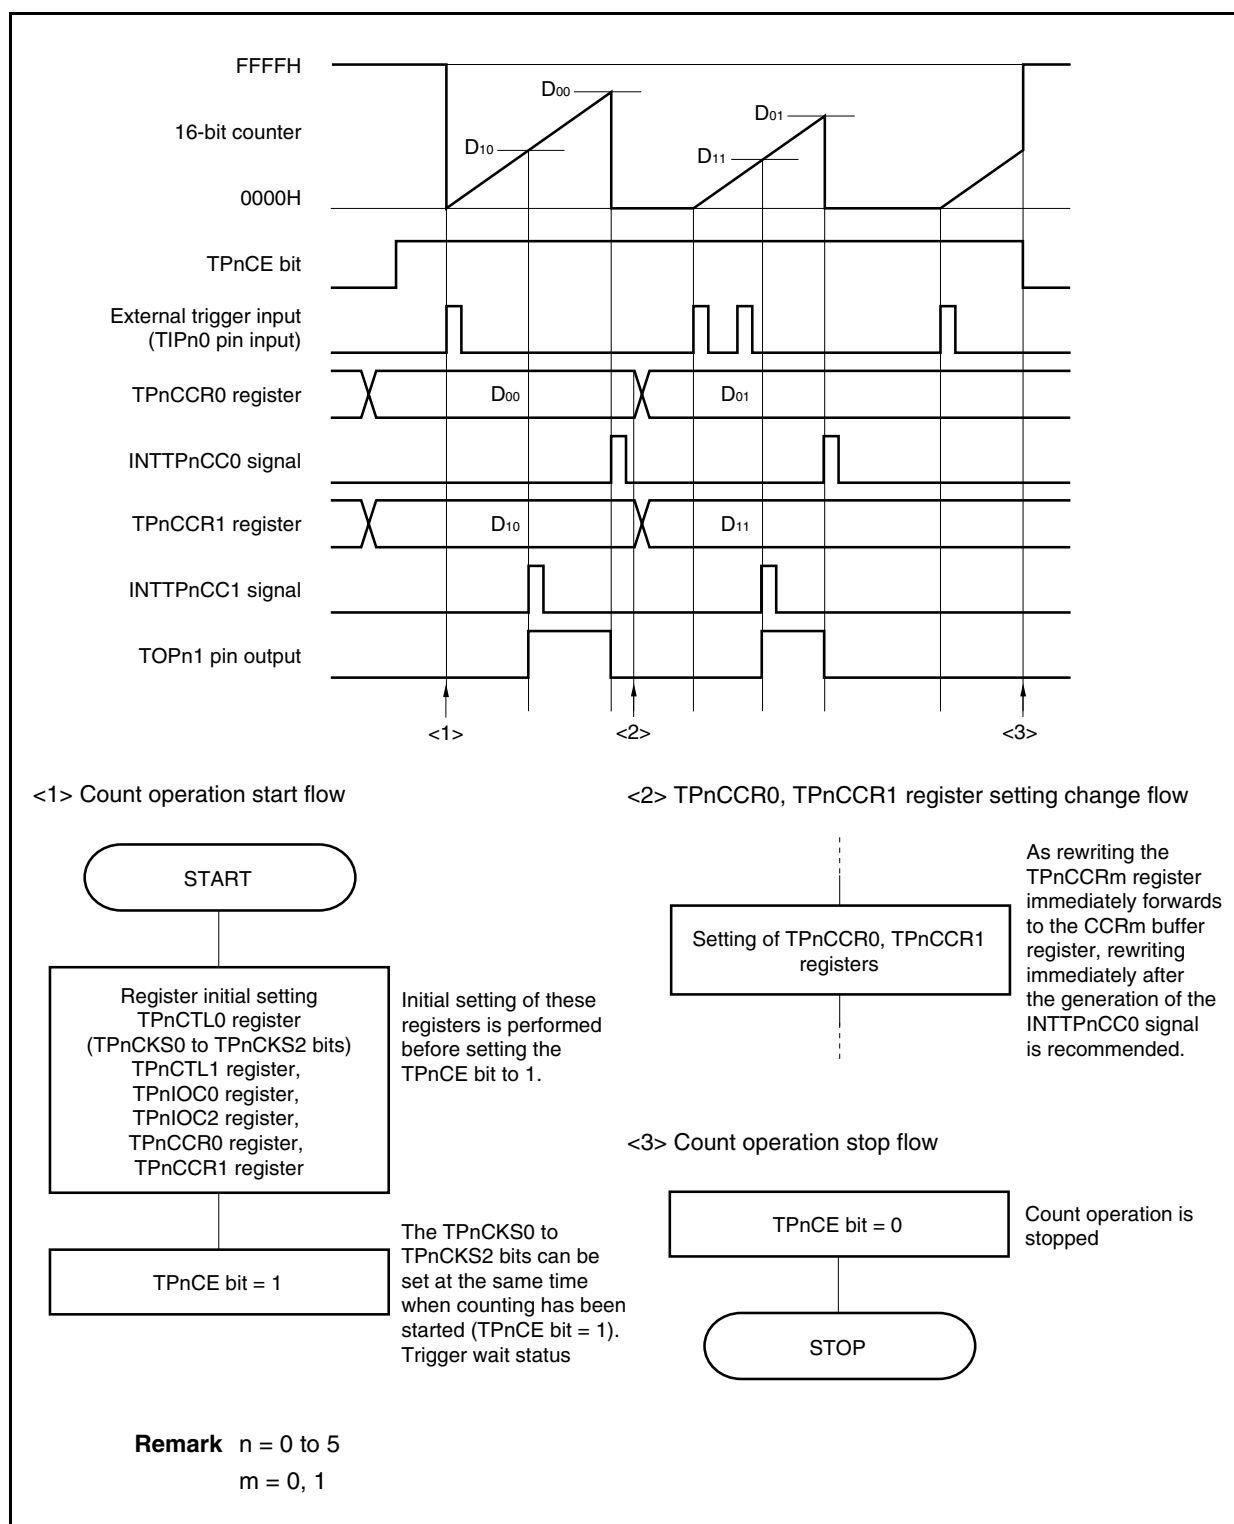 FFFFH
D00
D01
16-bit counter
D10
D11
0000H
TPnCE bit
External trigger input
(TIPn0 pin input)
TPnCCR0 register
D00
D01
INTTPnCC0 signal
TPnCCR1 register
D10
D11
INTTPnCC1 signal
TOPn1 pin output
<1>
<2>
<3>
<1> Count operation start flow
START
Register initial setting
TPnCTL0 register
(TPnCKS0 to TPnCKS2 bits)
TPnCTL1 register,
TPnIOC0 register,
TPnIOC2 register,
TPnCCR0 register,
TPnCCR1 register
Initial setting of these
registers is performed
before setting the
TPnCE bit to 1.
TPnCE bit = 1
The TPnCKS0 to
TPnCKS2 bits can be
set at the same time
when counting has been
started (TPnCE bit = 1).
Trigger wait status
<2> TPnCCR0, TPnCCR1 register setting change flow
Setting of TPnCCR0, TPnCCR1
registers
As rewriting the
TPnCCRm register
immediately forwards
to the CCRm buffer
register, rewriting
immediately after
the generation of the
INTTPnCC0 signal
is recommended.
<3> Count operation stop flow
TPnCE bit = 0
Count operation is
stopped
STOP
Remark n = 0 to 5
m = 0, 1